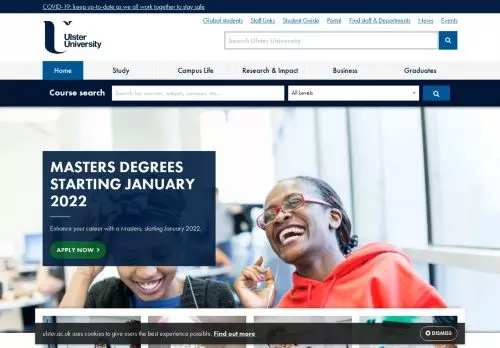 COVID-19: keep up-to-date as we all work together to stay safe
Global students Staff Links Student Guide Portal Find staff & Departments News Events
Ulster
University
Search Ulster University
Home Study Campus Life Research & Impact Business Graduates
Course search Search for courses, subject, campus, etc... All Levels
MASTERS DEGREES
STARTING JANUARY
2022
Enhance your career with a Masters, starting January 2022.
APPLY NOW
ulster.ac.uk uses cookies to give users the best experience possible. Find out more
DISMISS